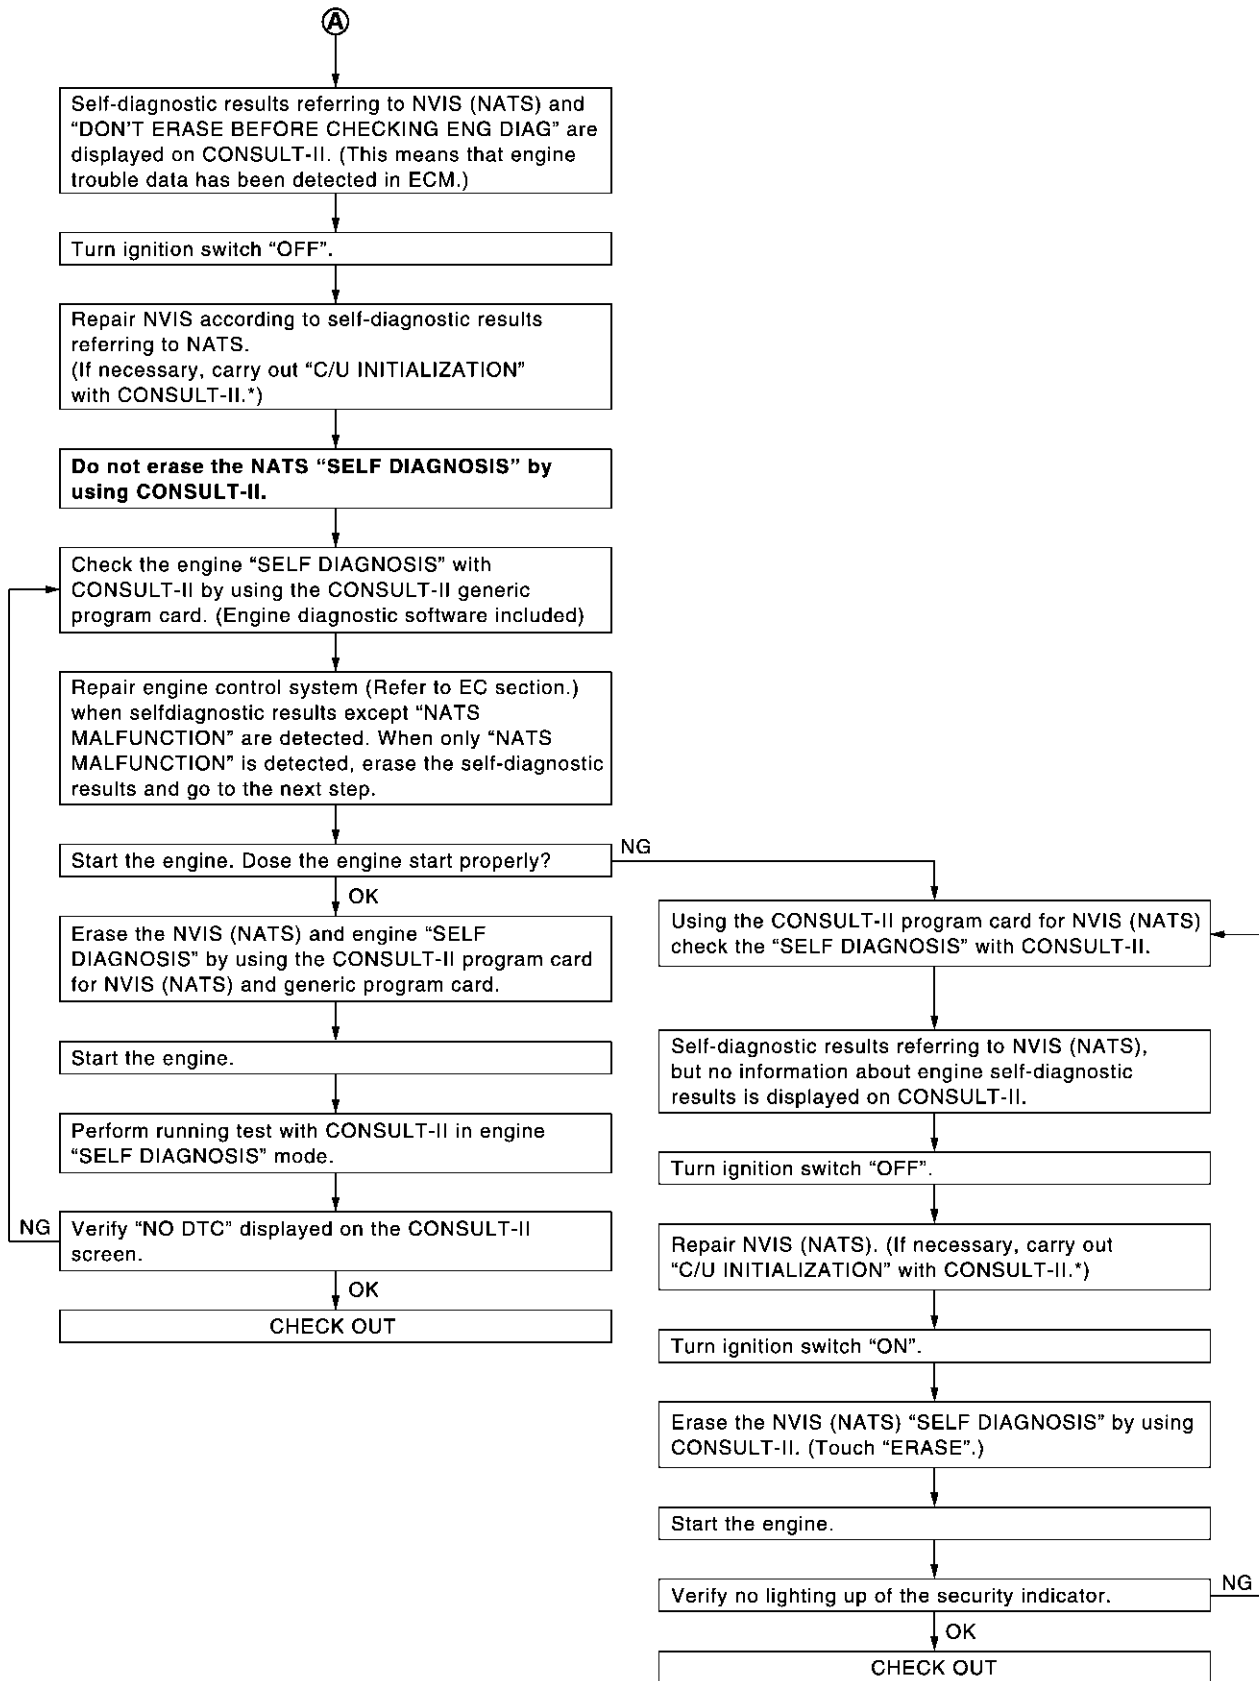 A
Self-diagnostic results referring to NVIS (NATS) and
“DON’T ERASE BEFORE CHECKING ENG DIAG” are
displayed on CONSULT-II. (This means that engine
trouble data has been detected in ECM.)
Turn ignition switch “OFF”.
Repair NVIS according to self-diagnostic results
referring to NATS.
(If necessary, carry out “C/U INITIALIZATION”
with CONSULT-II.*)
Do not erase the NATS “SELF DIAGNOSIS” by
using CONSULT-II.
Check the engine “SELF DIAGNOSIS” with
CONSULT-II by using the CONSULT-II generic
program card. (Engine diagnostic software included)
Repair engine control system (Refer to EC section.)
when selfdiagnostic results except “NATS
MALFUNCTION” are detected. When only “NATS
MALFUNCTION” is detected, erase the self-diagnostic
results and go to the next step.
Start the engine. Dose the engine start properly?
NG
OK
Erase the NVIS (NATS) and engine “SELF
DIAGNOSIS” by using the CONSULT-II program card
for NVIS (NATS) and generic program card.
Start the engine.
Perform running test with CONSULT-II in engine
“SELF DIAGNOSIS” mode.
NG
Verify “NO DTC” displayed on the CONSULT-II
screen.
OK
CHECK OUT
Using the CONSULT-II program card for NVIS (NATS)
check the “SELF DIAGNOSIS” with CONSULT-II.
Self-diagnostic results referring to NVIS (NATS),
but no information about engine self-diagnostic
results is displayed on CONSULT-II.
Turn ignition switch “OFF”.
Repair NVIS (NATS). (If necessary, carry out
“C/U INITIALIZATION” with CONSULT-II.*)
Turn ignition switch “ON”.
Erase the NVIS (NATS) “SELF DIAGNOSIS” by using
CONSULT-II. (Touch “ERASE”.)
Start the engine.
Verify no lighting up of the security indicator.
NG
OK
CHECK OUT